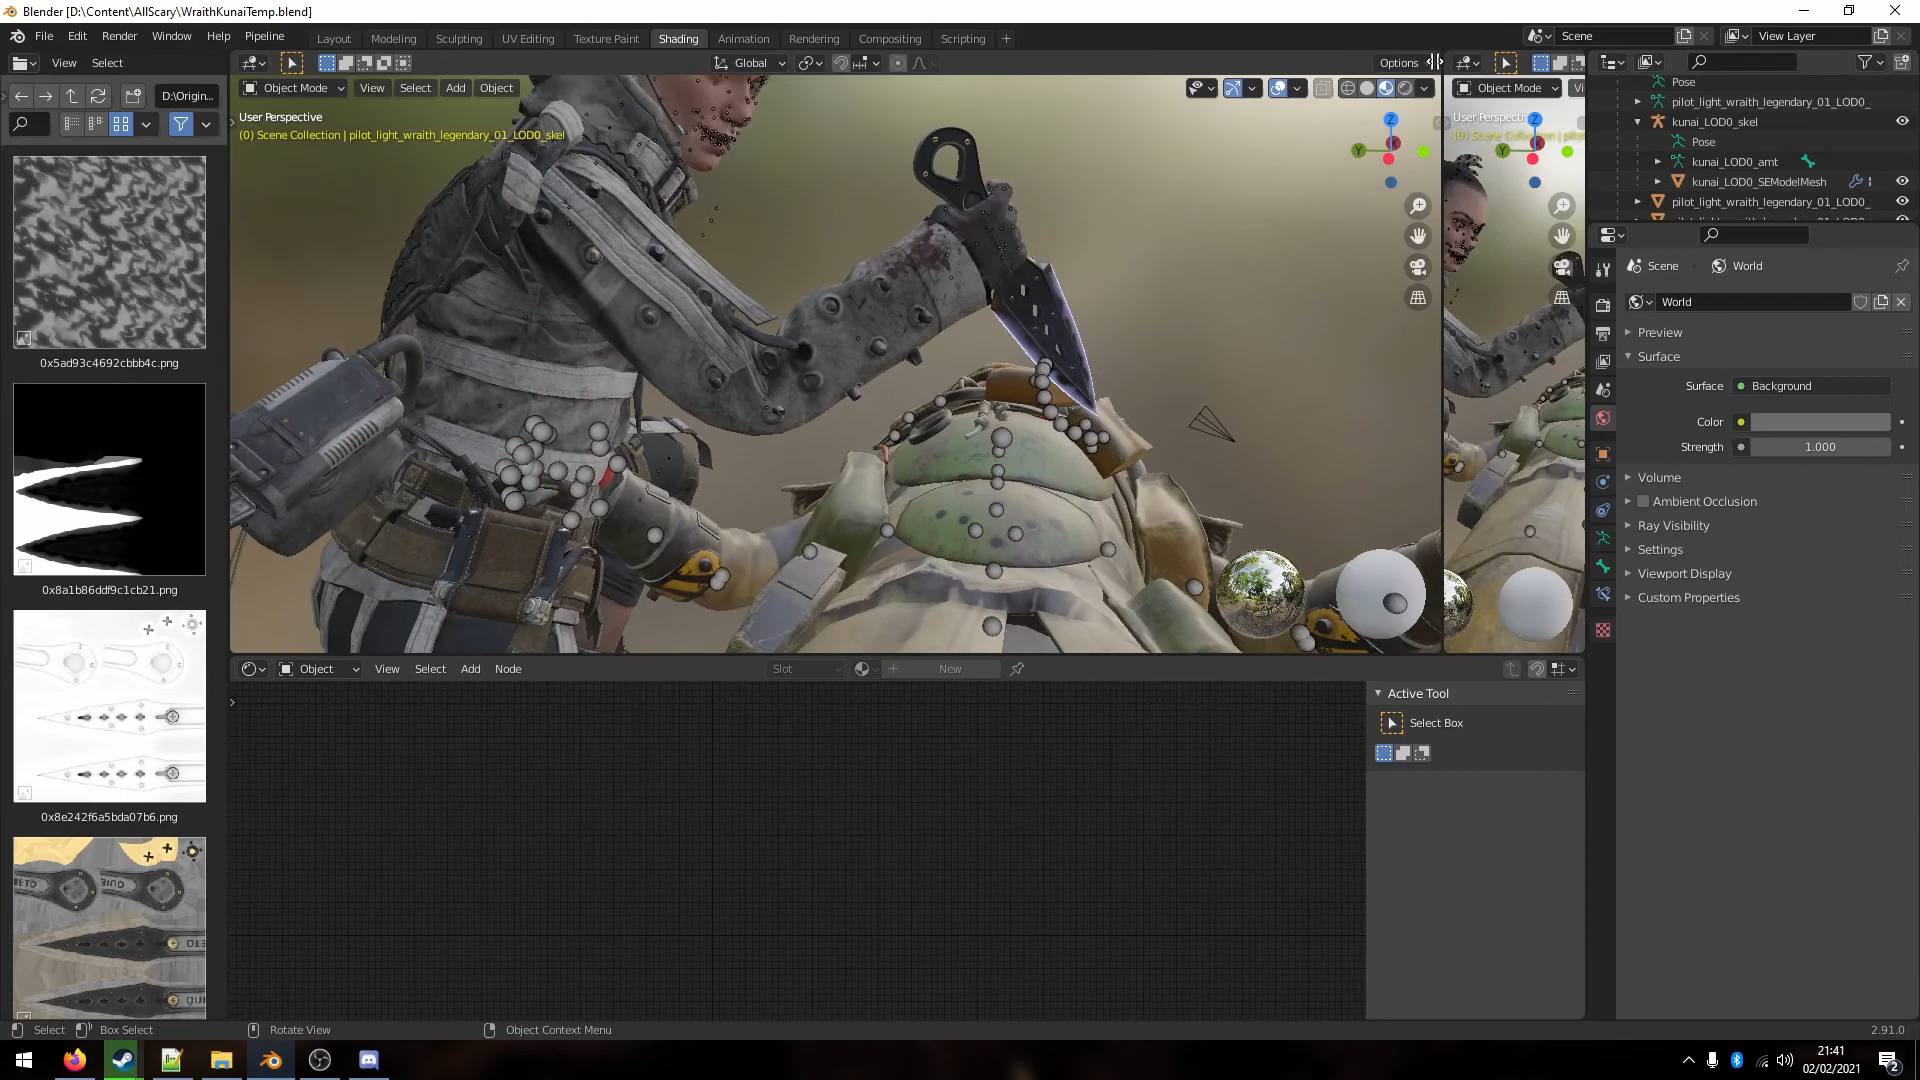 Blender [D:\Content\AllScary\WraithKunaiTemp.blend]
File Edit Render Window Help Pipeline
Layout Modeling Sculpting UV Editing Texture Paint Shading Animation Rendering Compositing Scripting +
Scene
View Layer
View Select
Global
Options
D:\Origin...
Object Mode View Select Add Object
Object Mode
User Perspective
(0) Scene Collection | pilot_light_wraith_legendary_01_LOD0_skel
0x5ad93c4692cbbb4c.png
0x8a1b86ddf9c1cb21.png
0x8e242f6a5bda07b6.png
Pose
pilot_light_wraith_legendary_01_LOD0_
kunai_LOD0_skel
Pose
kunai_LOD0_amt
kunai_LOD0_SEModelMesh
pilot_light_wraith_legendary_01_LOD0_
Scene World
World
Preview
Surface
Surface Background
Color
Strength 1.000
Volume
Ambient Occlusion
Ray Visibility
Settings
Viewport Display
Custom Properties
Object View Select Add Node
Slot
New
Active Tool
Select Box
Select Box Select Rotate View Object Context Menu
2.91.0
21:41
02/02/2021
2